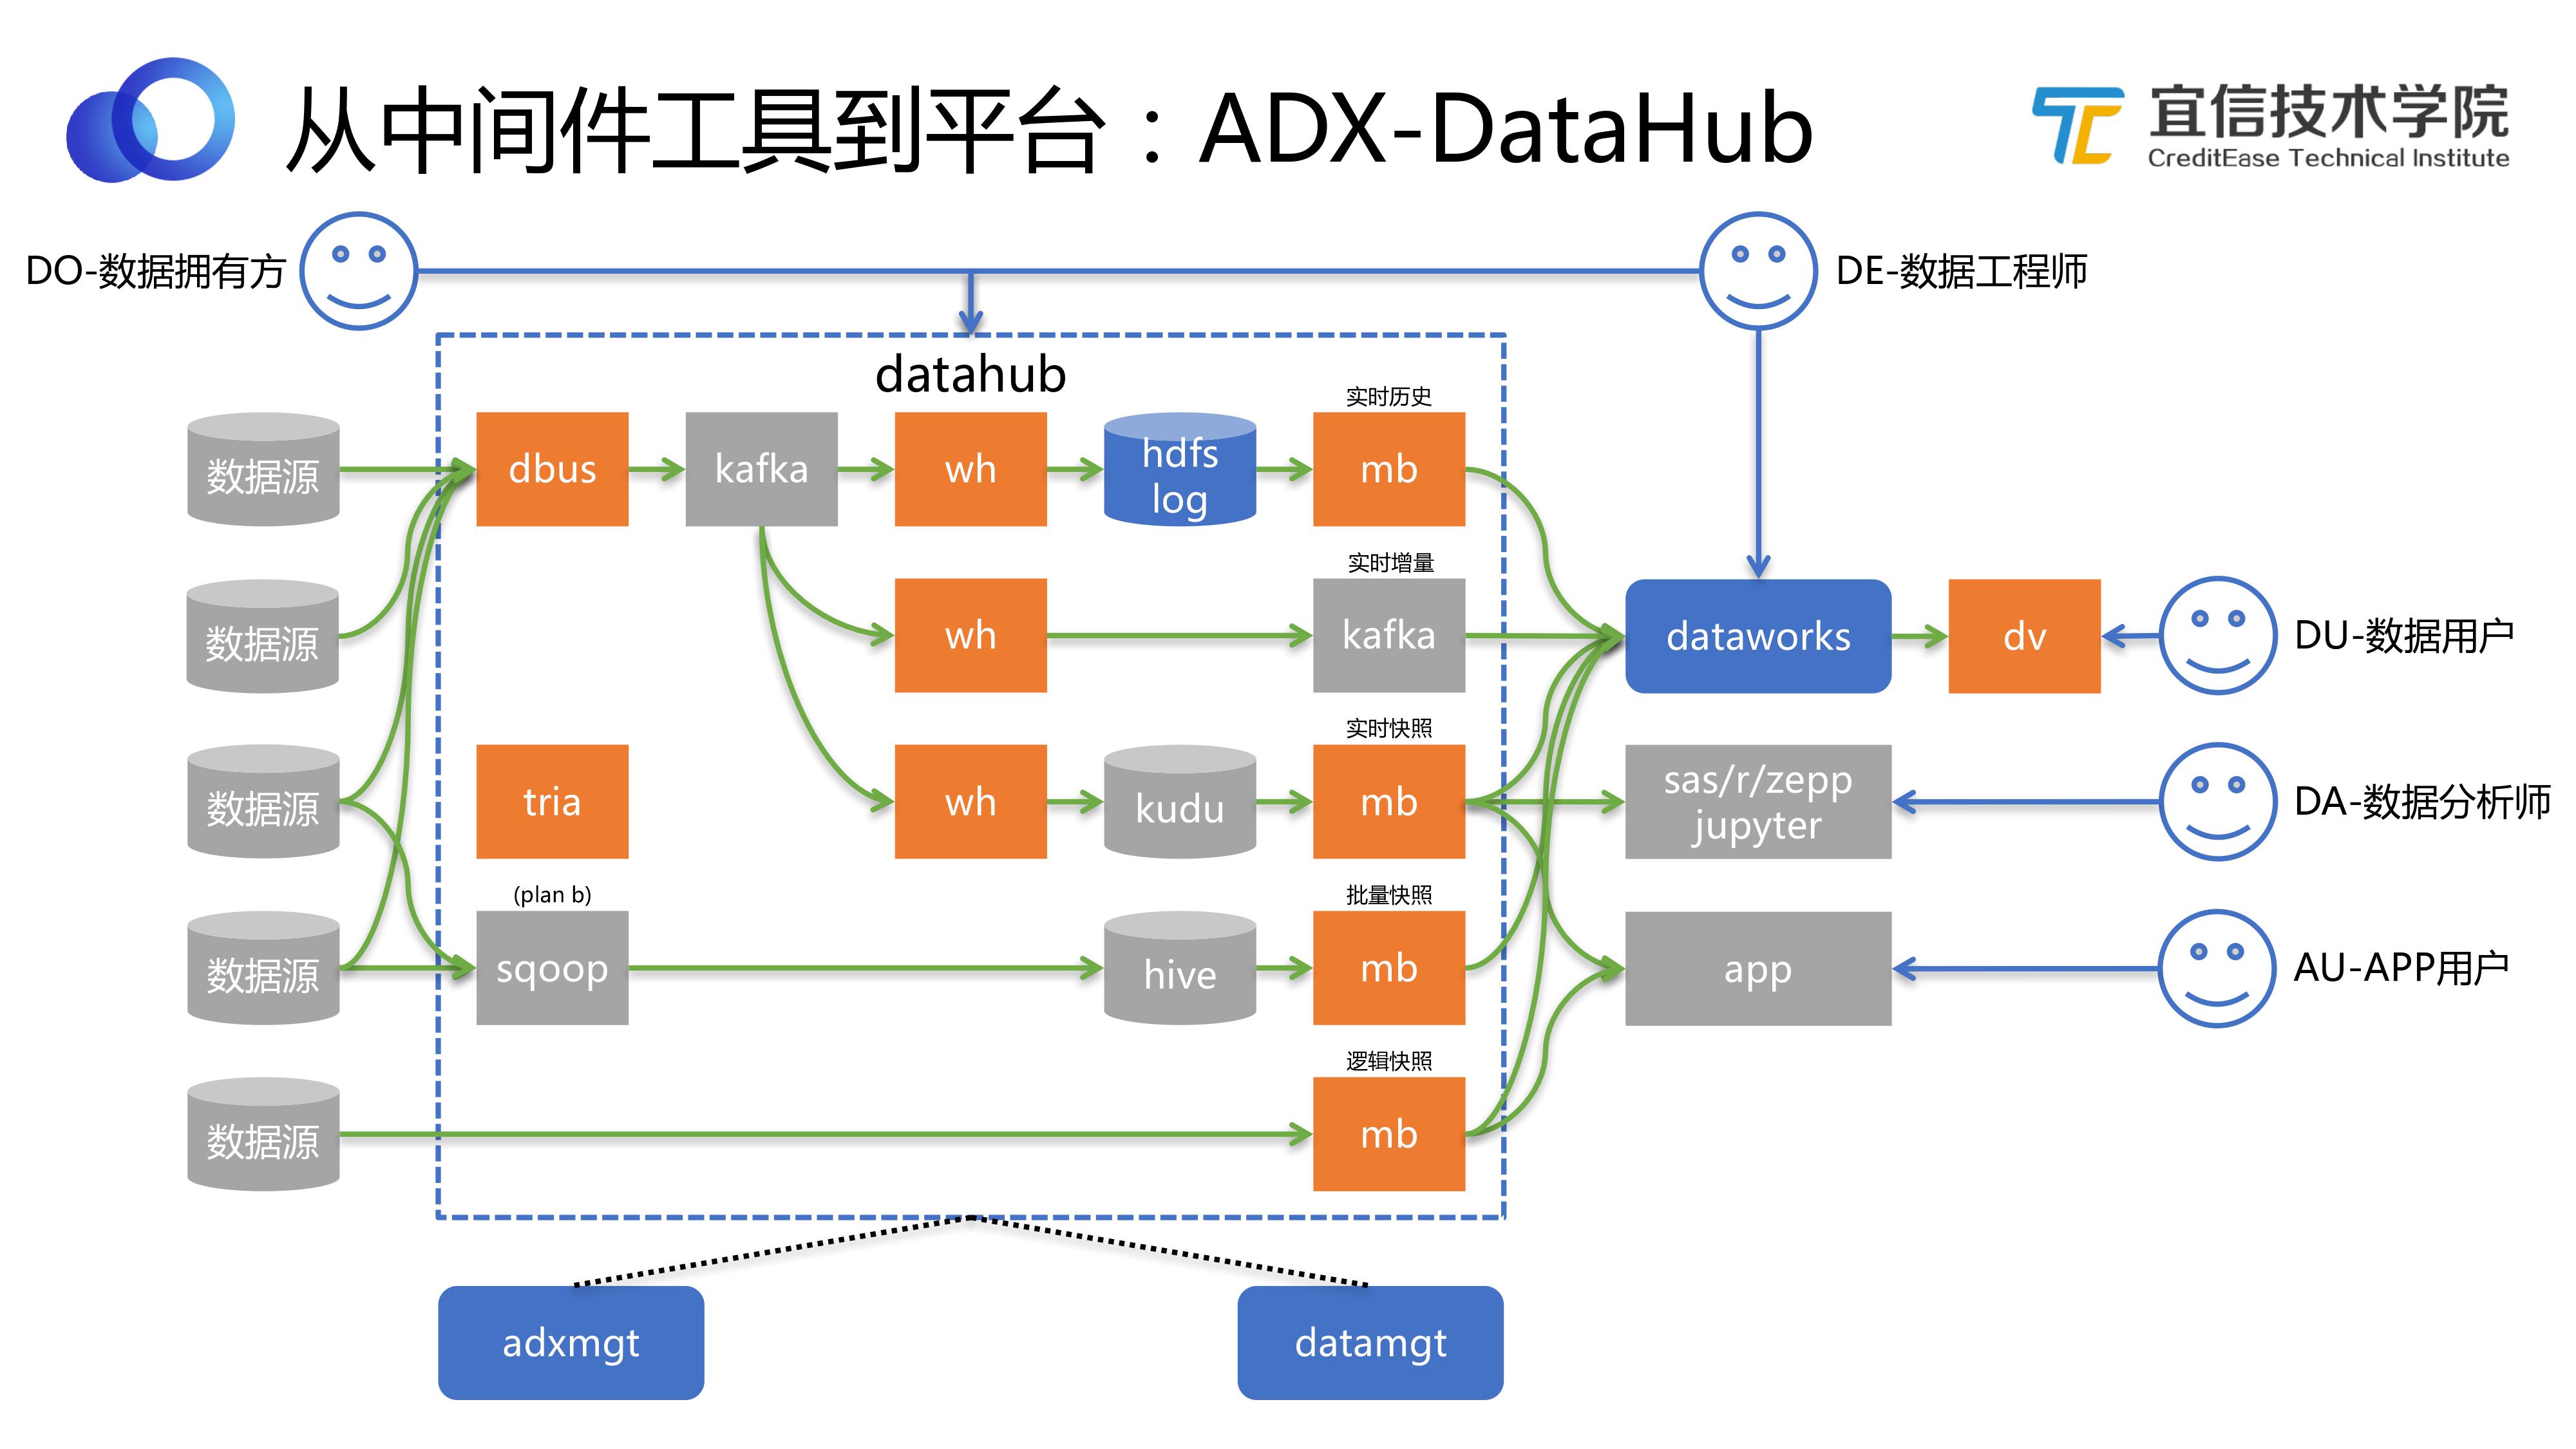 从中间件工具到平台：ADX-DataHub
宜信技术学院
CreditEase Technical Institute
DO-数据拥有方
DE-数据工程师
datahub
实时历史
数据源
dbus
kafka
wh
hdfs
log
mb
实时增量
数据源
wh
kafka
dataworks
dv
DU-数据用户
实时快照
数据源
tria
wh
kudu
mb
sas/r/zepp
jupyter
DA-数据分析师
(plan b)
批量快照
数据源
sqoop
hive
mb
app
AU-APP用户
逻辑快照
数据源
mb
adxmgt
datamgt